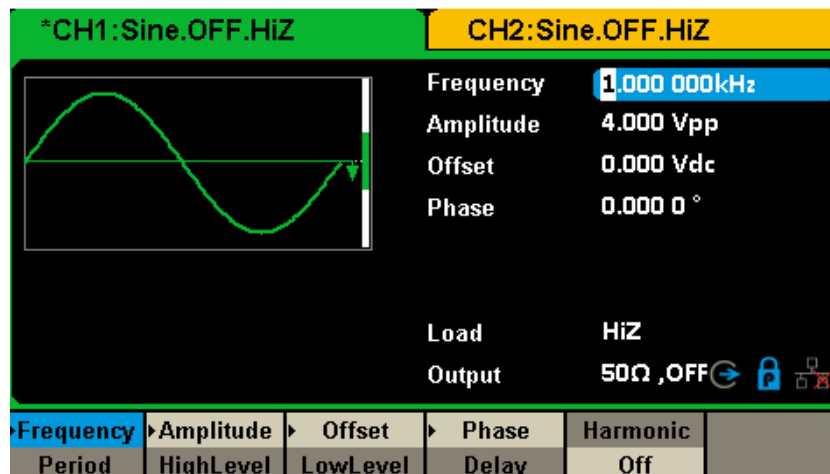 *CH1:Sine.OFF.HiZ CH2:Sine.OFF.HiZ
Frequency 1.000 000kHz
Amplitude 4.000 Vpp
Offset 0.000 Vdc
Phase 0.000 0 °
Load HiZ
Output 50Ω ,OFF P
Frequency Amplitude Offset Phase Harmonic
Period HighLevel LowLevel Delay Off